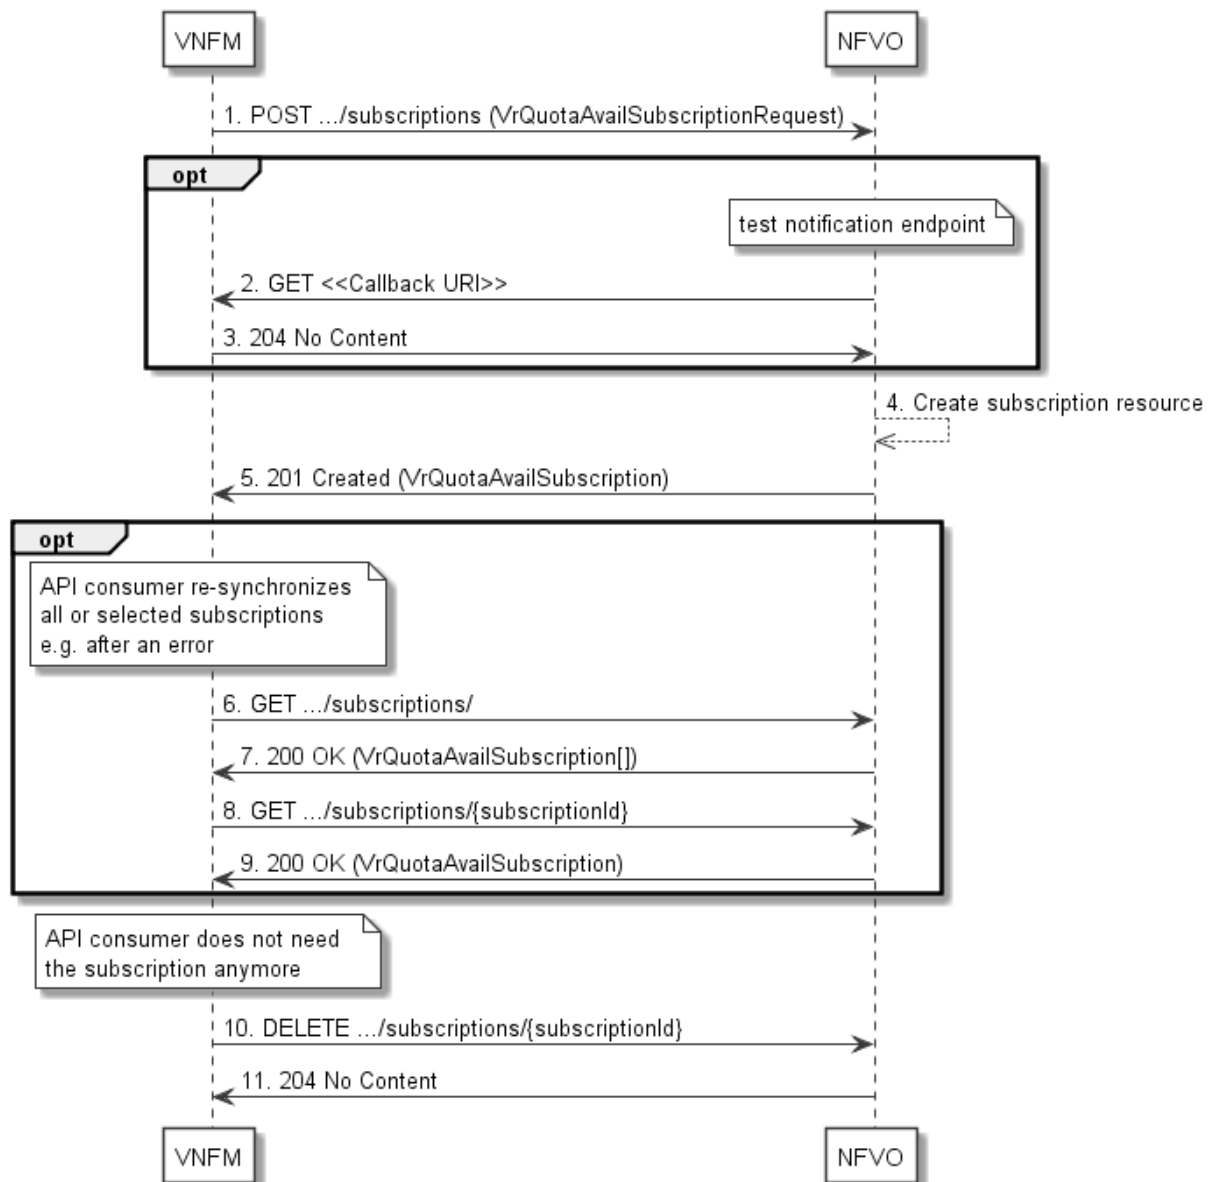 VNFM
NFVO
1. POST .../subscriptions (VrQuotaAvailSubscriptionRequest)
opt
test notification endpoint
2. GET <<Callback URI>>
3. 204 No Content
4. Create subscription resource
5. 201 Created (VrQuotaAvailSubscription)
opt
API consumer re-synchronizes
all or selected subscriptions
e.g. after an error
6. GET .../subscriptions/
7. 200 OK (VrQuotaAvailSubscription[])
8. GET .../subscriptions/{subscriptionId}
9. 200 OK (VrQuotaAvailSubscription)
API consumer does not need
the subscription anymore
10. DELETE .../subscriptions/{subscriptionId}
11. 204 No Content
VNFM
NFVO